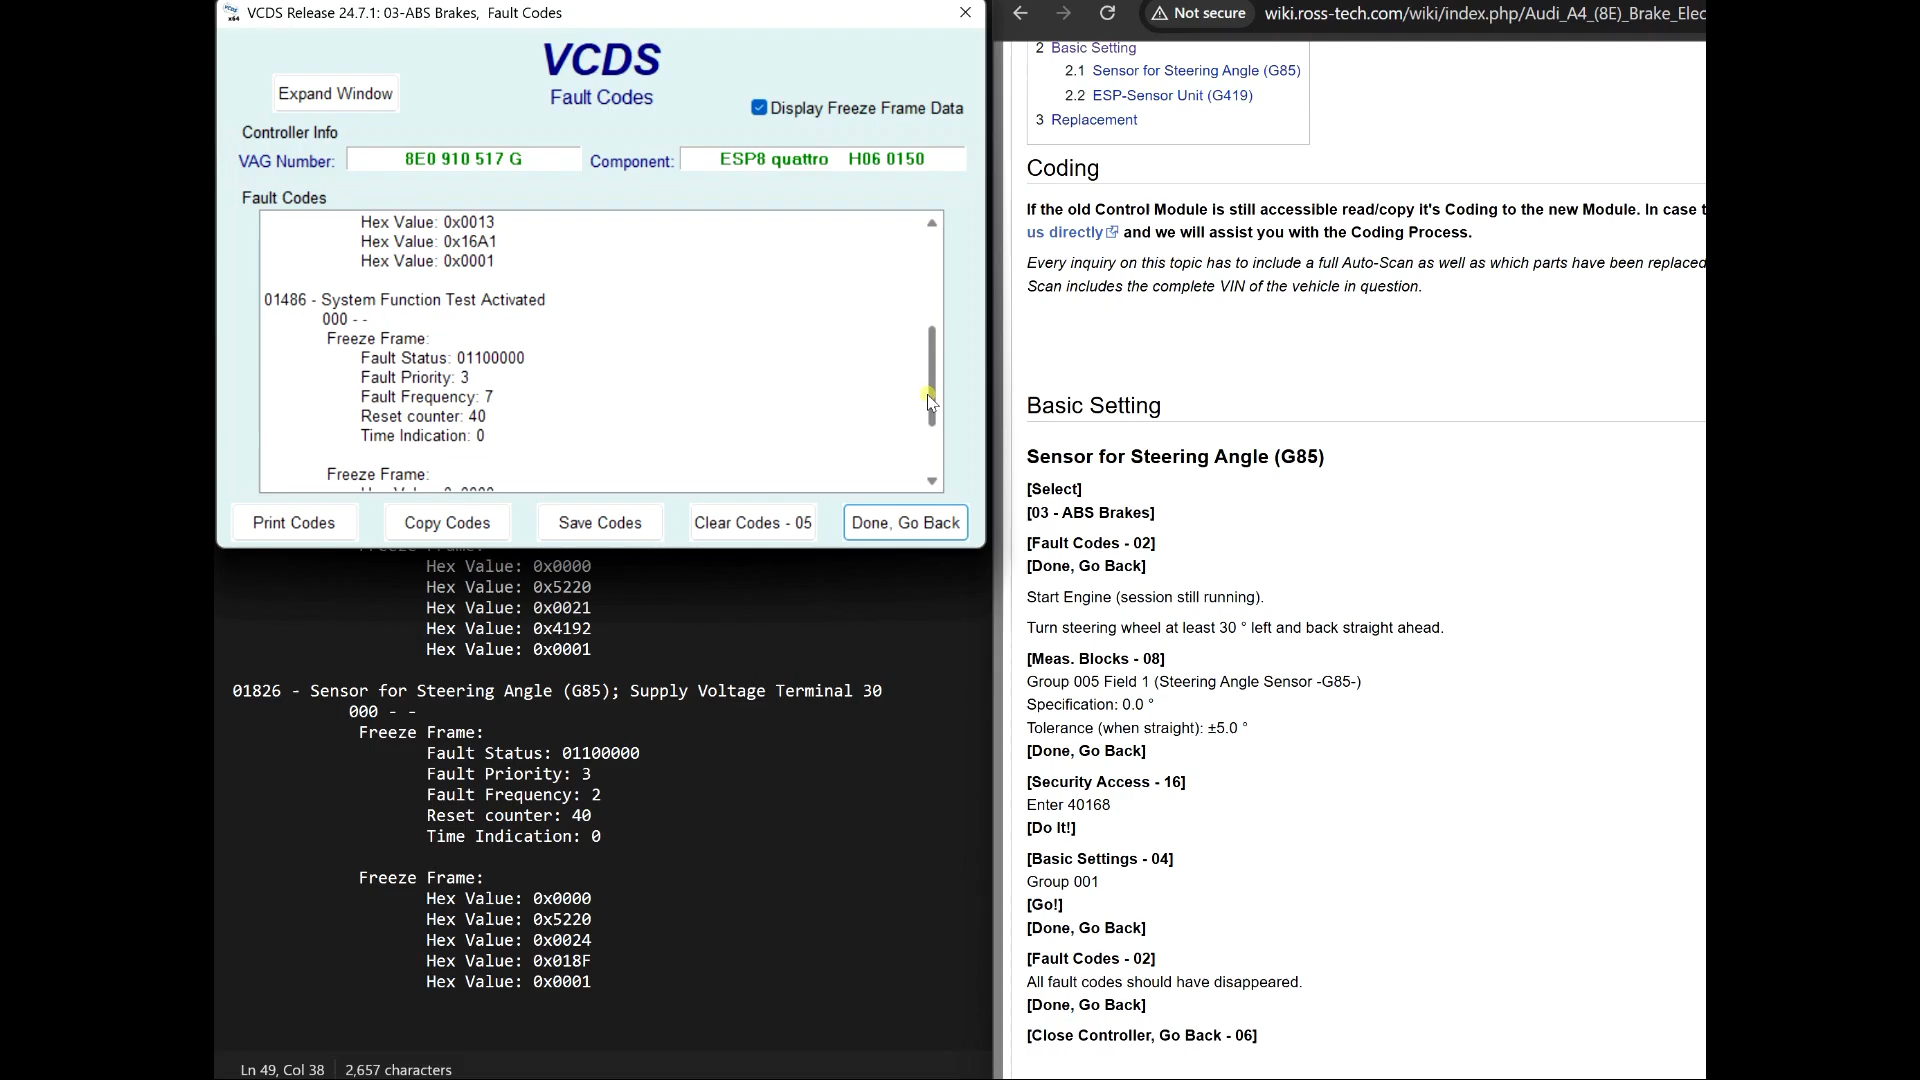 VCDS Release 24.7.1: 03-ABS Brakes, Fault Codes
VCDS
Fault Codes
Expand Window
Display Freeze Frame Data
Controller Info
VAG Number: 8E0 910 517 G Component: ESP8 quattro H06 0150
Fault Codes
Hex Value: 0x0013
Hex Value: 0x16A1
Hex Value: 0x0001
01486 - System Function Test Activated
000 - -
Freeze Frame:
Fault Status: 01100000
Fault Priority: 3
Fault Frequency: 7
Reset counter: 40
Time Indication: 0
Freeze Frame:
Print Codes
Copy Codes
Save Codes
Clear Codes - 05
Done, Go Back
Hex Value: 0x0000
Hex Value: 0x5220
Hex Value: 0x0021
Hex Value: 0x4192
Hex Value: 0x0001
01826 - Sensor for Steering Angle (G85); Supply Voltage Terminal 30
000 - -
Freeze Frame:
Fault Status: 01100000
Fault Priority: 3
Fault Frequency: 2
Reset counter: 40
Time Indication: 0
Freeze Frame:
Hex Value: 0x0000
Hex Value: 0x5220
Hex Value: 0x0024
Hex Value: 0x018F
Hex Value: 0x0001
Ln 49, Col 38 2,657 characters
Not secure wiki.ross-tech.com/wiki/index.php/Audi_A4_(8E)_Brake_Elec
2 Basic Setting
2.1 Sensor for Steering Angle (G85)
2.2 ESP-Sensor Unit (G419)
3 Replacement
Coding
If the old Control Module is still accessible read/copy it's Coding to the new Module. In case t
us directly and we will assist you with the Coding Process.
Every inquiry on this topic has to include a full Auto-Scan as well as which parts have been replaced
Scan includes the complete VIN of the vehicle in question.
Basic Setting
Sensor for Steering Angle (G85)
[Select]
[03 - ABS Brakes]
[Fault Codes - 02]
[Done, Go Back]
Start Engine (session still running).
Turn steering wheel at least 30 ° left and back straight ahead.
[Meas. Blocks - 08]
Group 005 Field 1 (Steering Angle Sensor -G85-)
Specification: 0.0 °
Tolerance (when straight): ±5.0 °
[Done, Go Back]
[Security Access - 16]
Enter 40168
[Do It!]
[Basic Settings - 04]
Group 001
[Go!]
[Done, Go Back]
[Fault Codes - 02]
All fault codes should have disappeared.
[Done, Go Back]
[Close Controller, Go Back - 06]